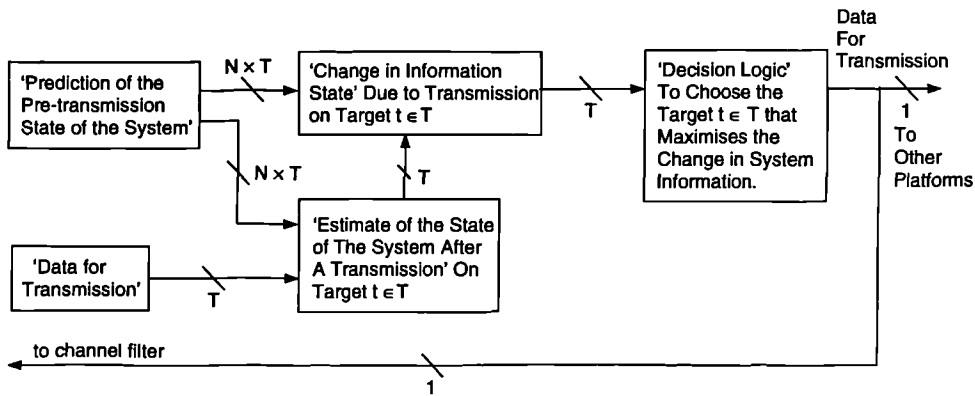 'Prediction of the
Pre-transmission
State of the System'
N × T
N × T
'Change in Information
State' Due to Transmission
on Target t ∈ T
T
'Decision Logic'
To Choose the
Target t ∈ T that
Maximises the
Change in System
Information.
Data
For
Transmission
1
To
Other
Platforms
T
'Data for
Transmission'
T
'Estimate of the State
of The System After
A Transmission' On
Target t ∈ T
to channel filter
1